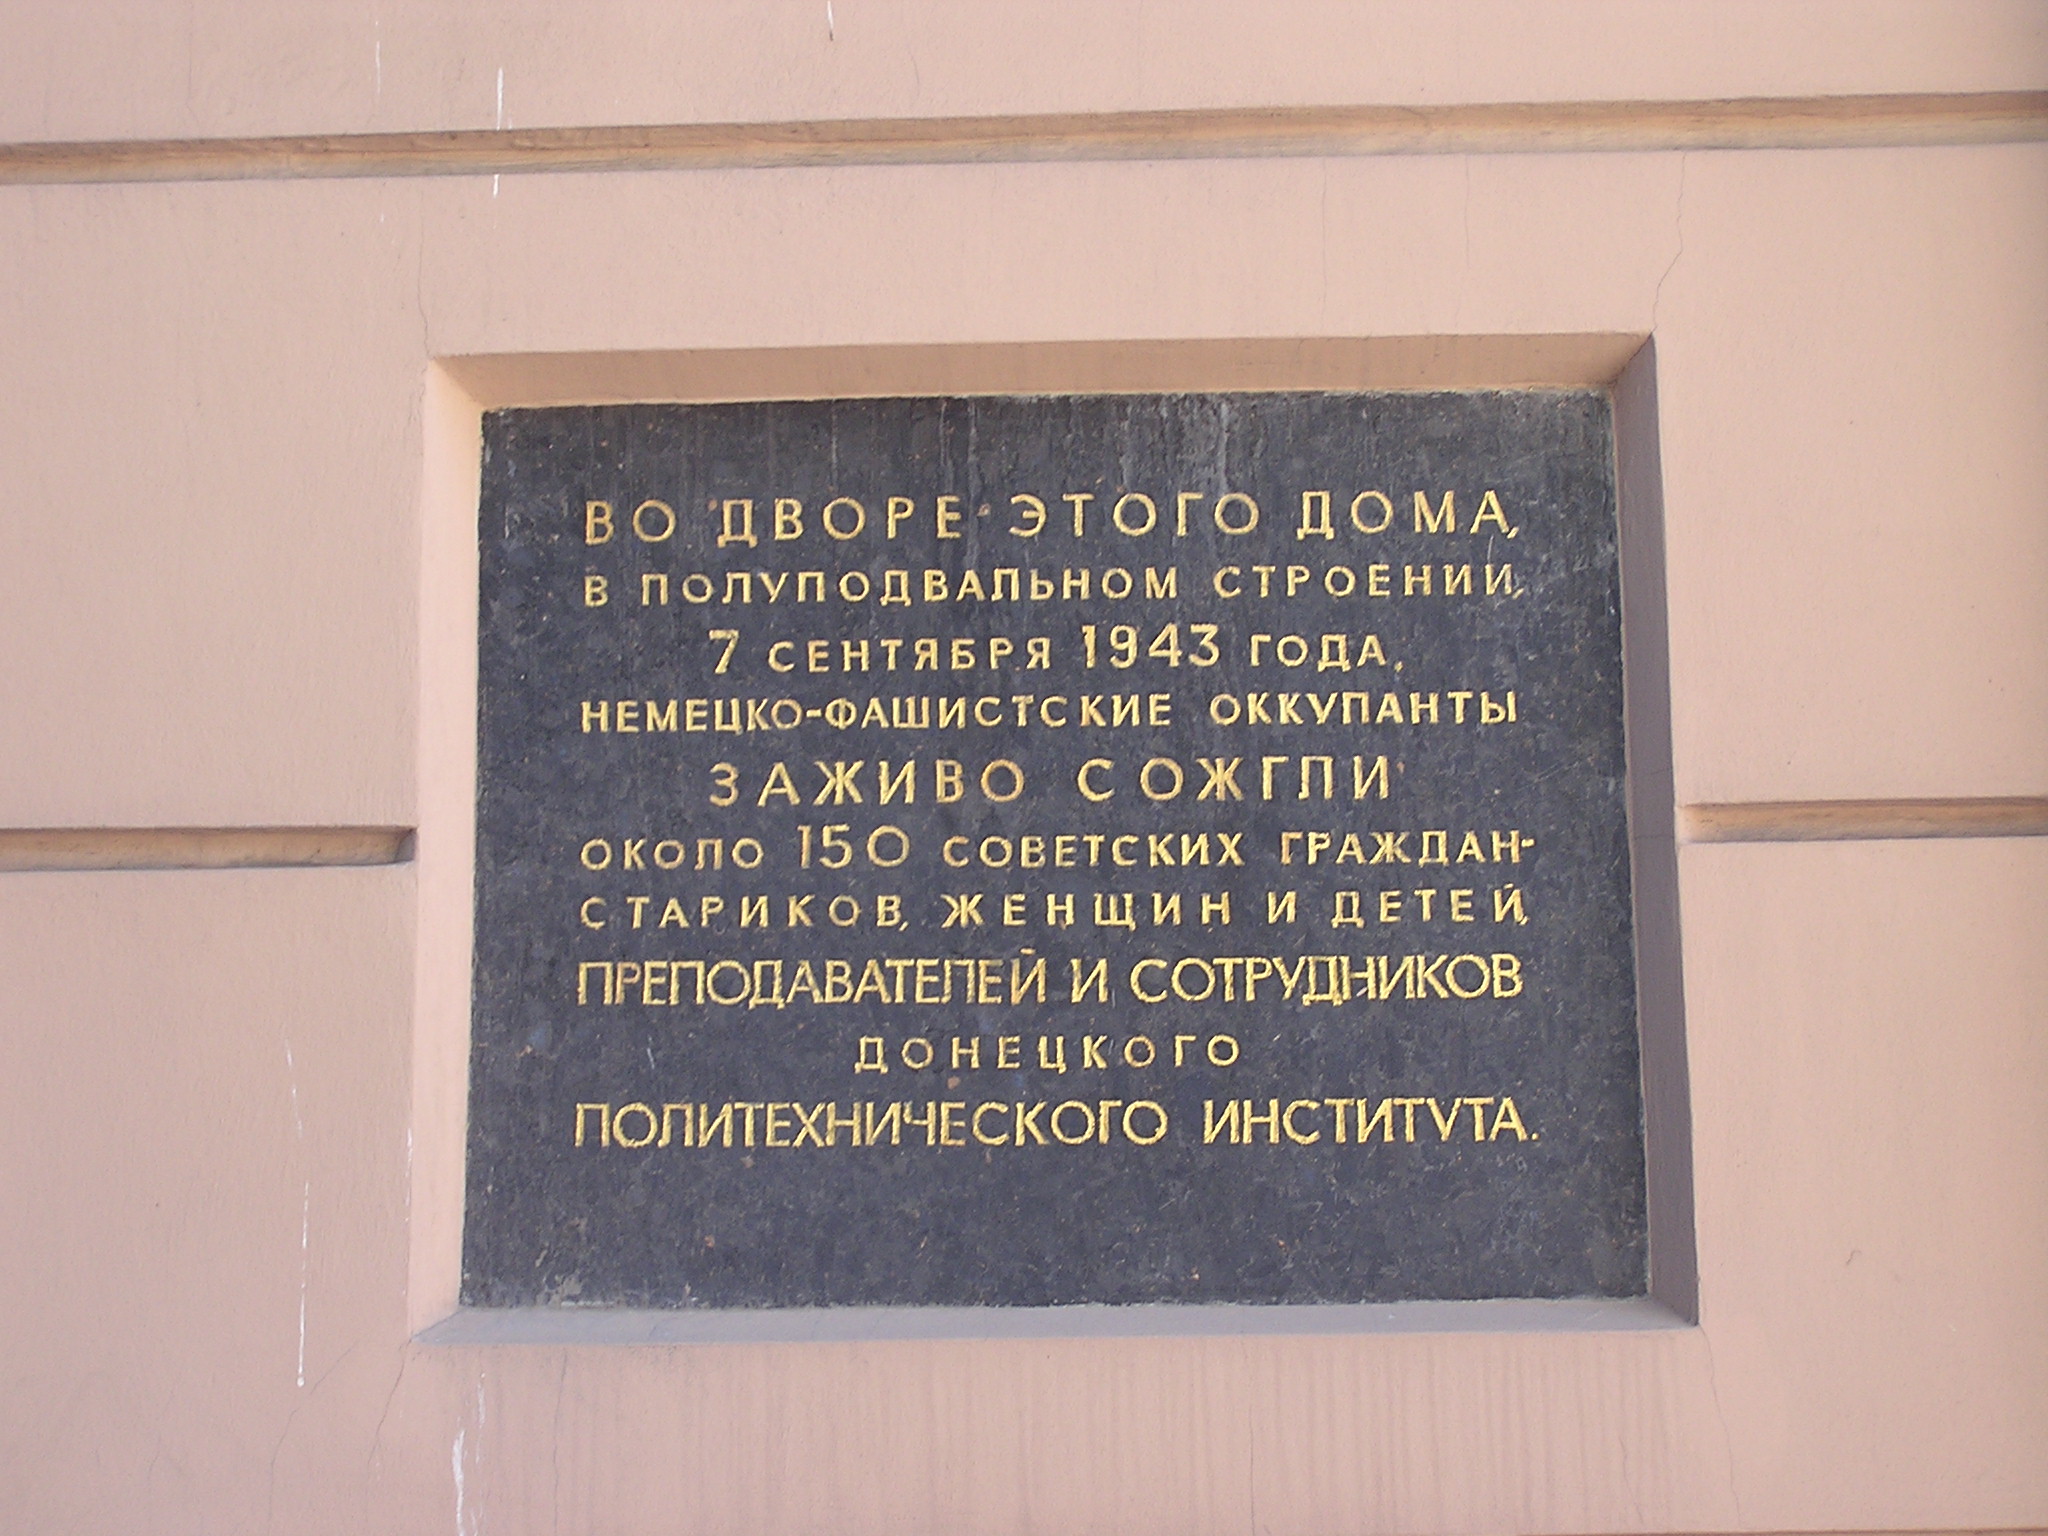 ВО ДВОРЕ ЭТОГО ДОМА,
В ПОЛУПОДВАЛЬНОМ СТРОЕНИИ,
7 СЕНТЯБРЯ 1943 ГОДА,
НЕМЕЦКО-ФАШИСТСКИЕ ОККУПАНТЫ
ЗАЖИВО СОЖГЛИ
ОКОЛО 150 СОВЕТСКИХ ГРАЖДАН-
СТАРИКОВ, ЖЕНЩИН И ДЕТЕЙ,
ПРЕПОДАВАТЕЛЕЙ И СОТРУДНИКОВ
ДОНЕЦКОГО
ПОЛИТЕХНИЧЕСКОГО ИНСТИТУТА.